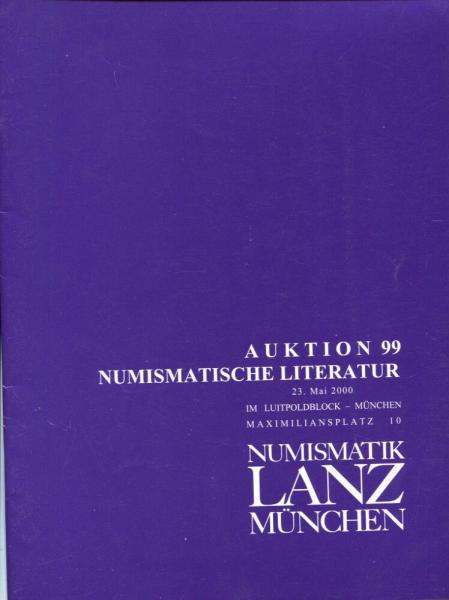 AUKTION 99
NUMISMATISCHE LITERATUR
23. Mai 2000
IM LUITPOLDBLOCK – MÜNCHEN
MAXIMILIANSPLATZ 10
NUMISMATIK
LANZ
MÜNCHEN